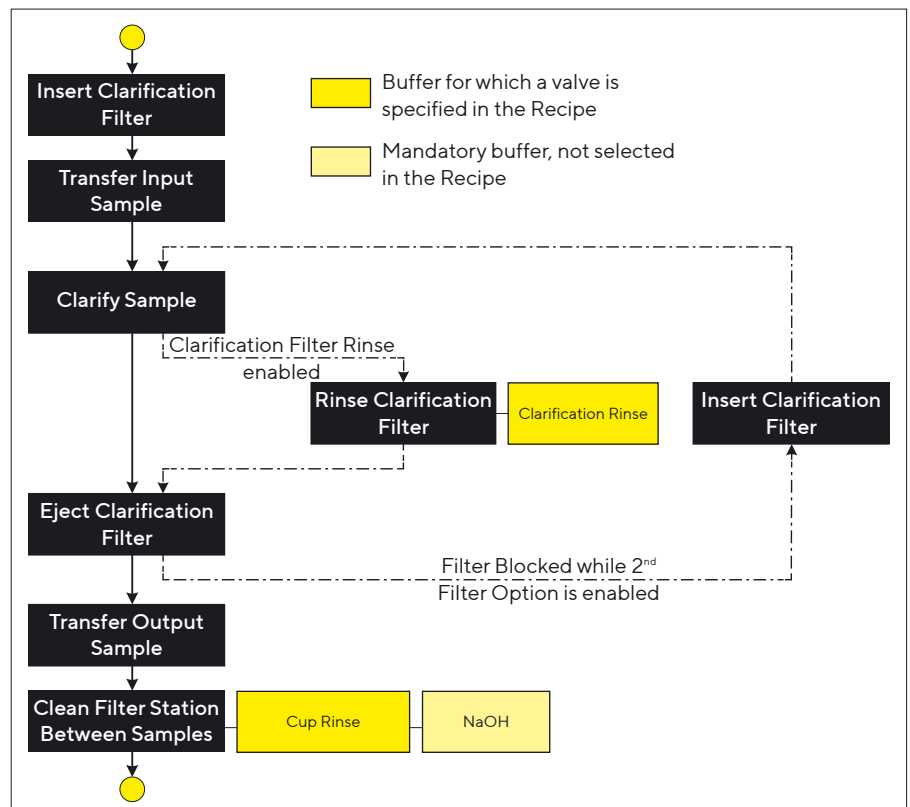 Insert Clarification
Filter
Buffer for which a valve is
specified in the Recipe
Mandatory buffer, not selected
in the Recipe
Transfer Input
Sample
Clarify Sample
Clarification Filter Rinse
enabled
Rinse Clarification
Filter
Clarification Rinse
Insert Clarification
Filter
Eject Clarification
Filter
Filter Blocked while 2nd
Filter Option is enabled
Transfer Output
Sample
Clean Filter Station
Between Samples
Cup Rinse
NaOH